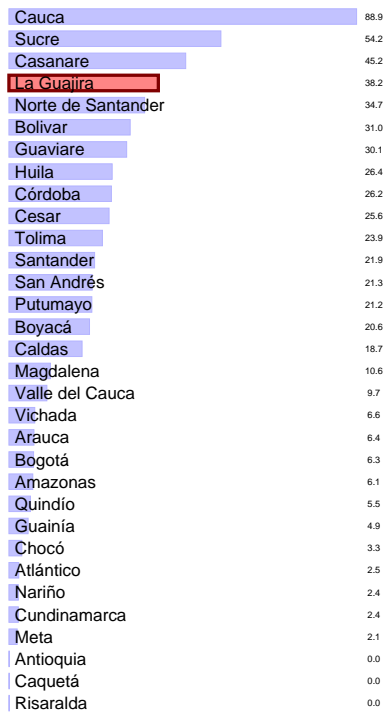 Cauca 88.9
Sucre 54.2
Casanare 45.2
La Guajira 38.2
Norte de Santander 34.7
Bolivar 31.0
Guaviare 30.1
Huila 26.4
Córdoba 26.2
Cesar 25.6
Tolima 23.9
Santander 21.9
San Andrés 21.3
Putumayo 21.2
Boyacá 20.6
Caldas 18.7
Magdalena 10.6
Valle del Cauca 9.7
Vichada 6.6
Arauca 6.4
Bogotá 6.3
Amazonas 6.1
Quindío 5.5
Guainía 4.9
Chocó 3.3
Atlántico 2.5
Nariño 2.4
Cundinamarca 2.4
Meta 2.1
Antioquia 0.0
Caquetá 0.0
Risaralda 0.0